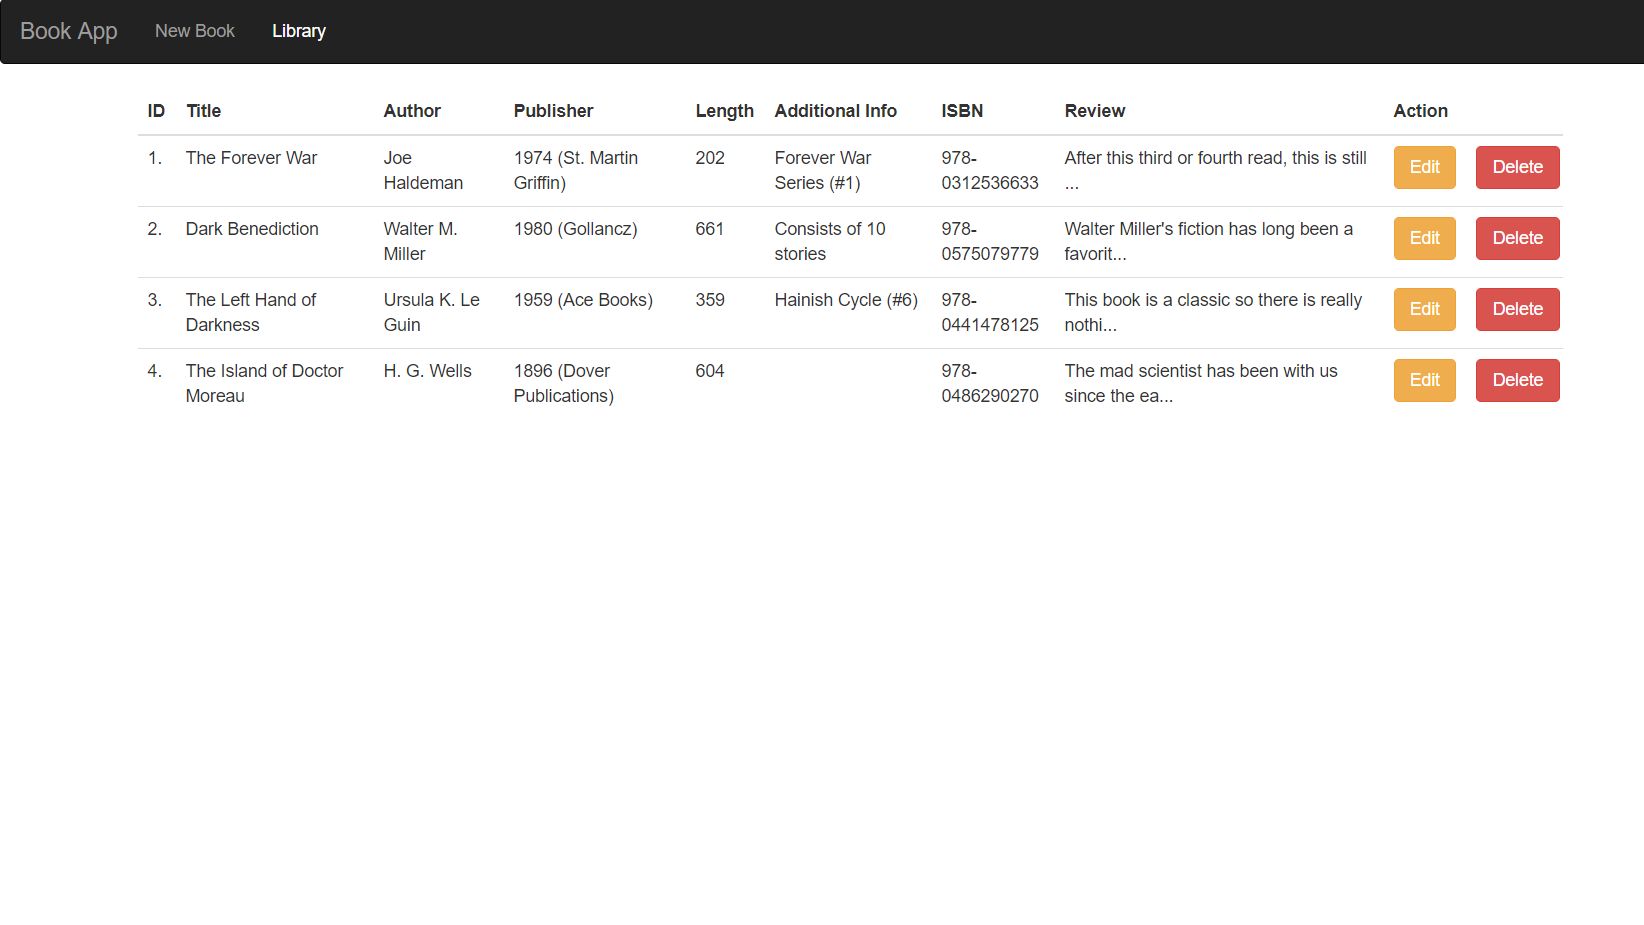 Book App New Book Library
ID Title Author Publisher Length Additional Info ISBN Review Action
1. The Forever War Joe 1974 (St. Martin 202 Forever War 978- After this third or fourth read, this is still Edit Delete
Haldeman Griffin) Series (#1) 0312536633 ...
2. Dark Benediction Walter M. 1980 (Gollancz) 661 Consists of 10 978- Walter Miller's fiction has long been a Edit Delete
Miller stories 0575079779 favorit...
3. The Left Hand of Ursula K. Le 1959 (Ace Books) 359 Hainish Cycle (#6) 978- This book is a classic so there is really Edit Delete
Darkness Guin 0441478125 nothi...
4. The Island of Doctor H. G. Wells 1896 (Dover 604 978- The mad scientist has been with us Edit Delete
Moreau Publications) 0486290270 since the ea...